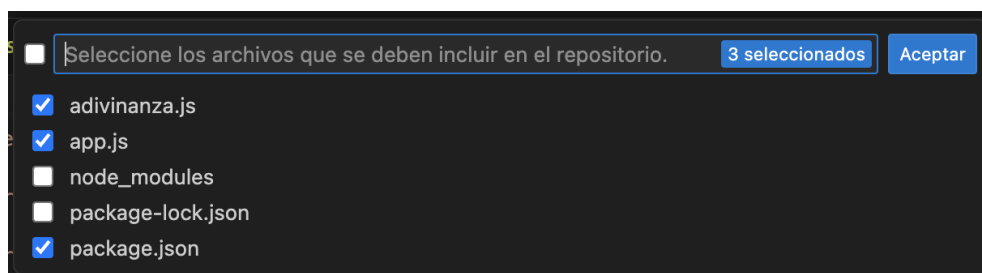 Seleccione los archivos que se deben incluir en el repositorio. 3 seleccionados Aceptar
adivinanza.js
app.js
node_modules
package-lock.json
package.json